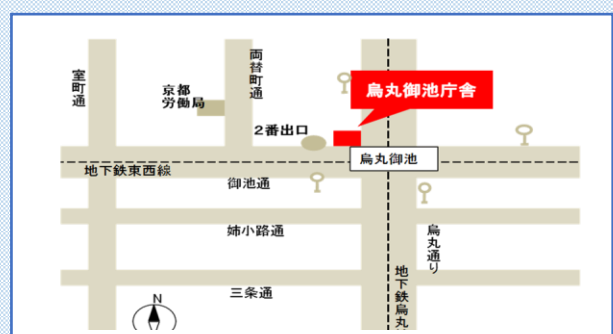 室町通
両替町通
京都
労働局
烏丸御池庁舎
2番出口
烏丸御池
地下鉄東西線
御池通
姉小路通
烏丸通り
三条通
地下鉄烏丸
N